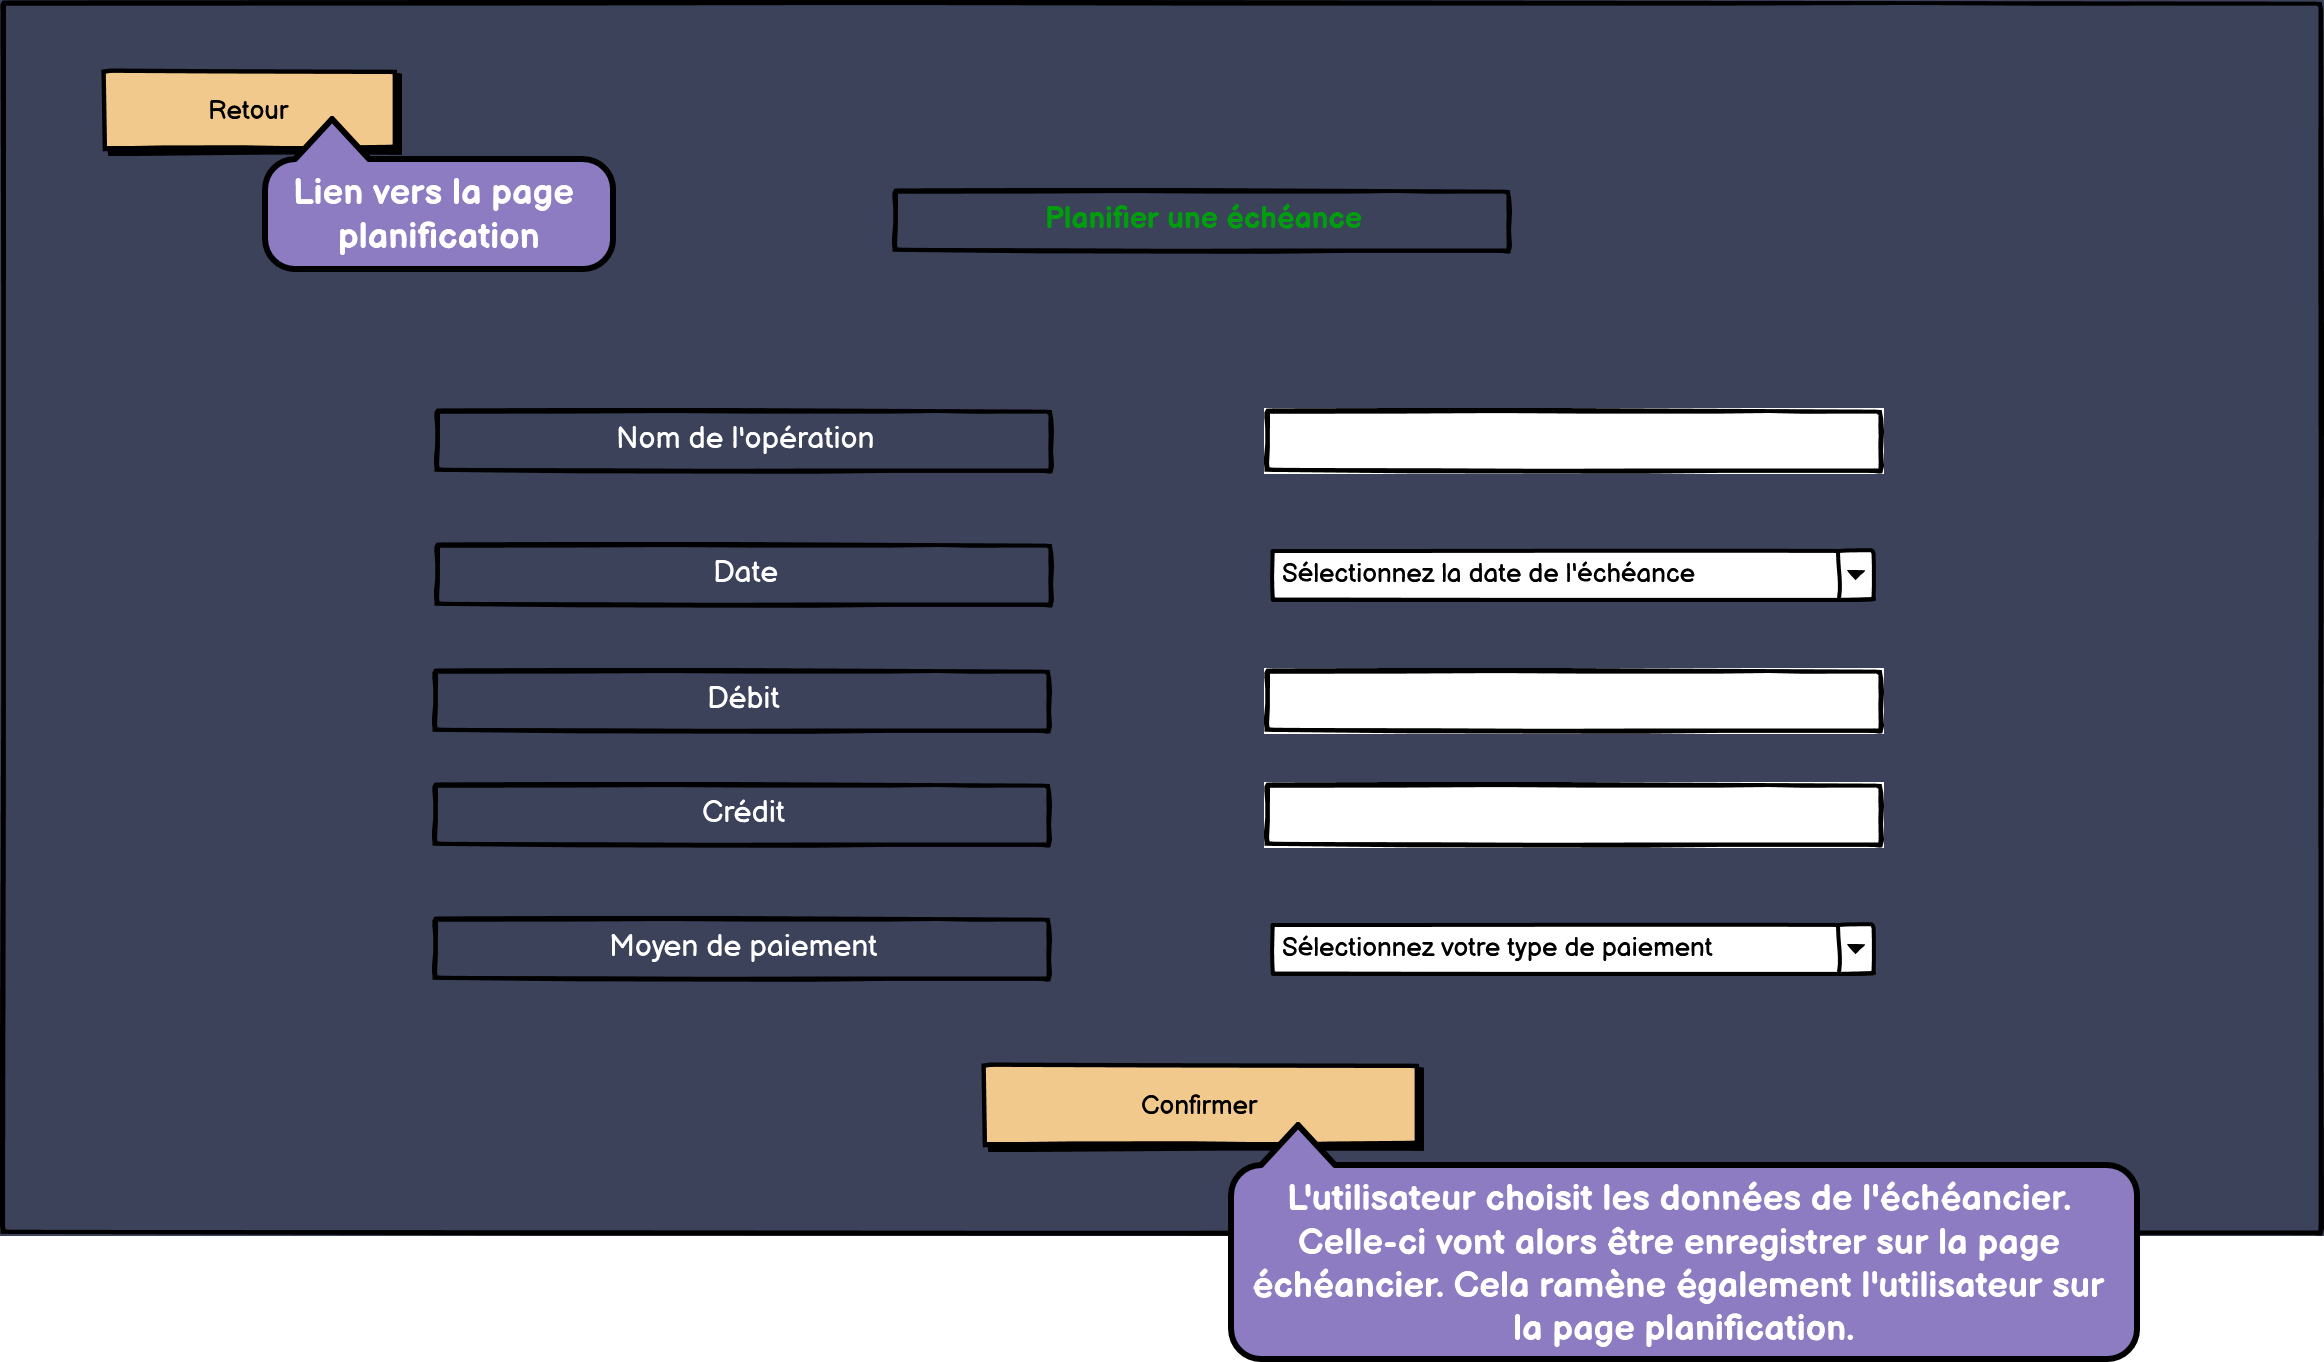 Retour
Lien vers la page
planification
Planifier une échéance
Nom de l'opération
Date
Sélectionnez la date de l'échéance
Débit
Crédit
Moyen de paiement
Sélectionnez votre type de paiement
Confirmer
L'utilisateur choisit les données de l'échéancier.
Celle-ci vont alors être enregistrer sur la page
échéancier. Cela ramène également l'utilisateur sur
la page planification.